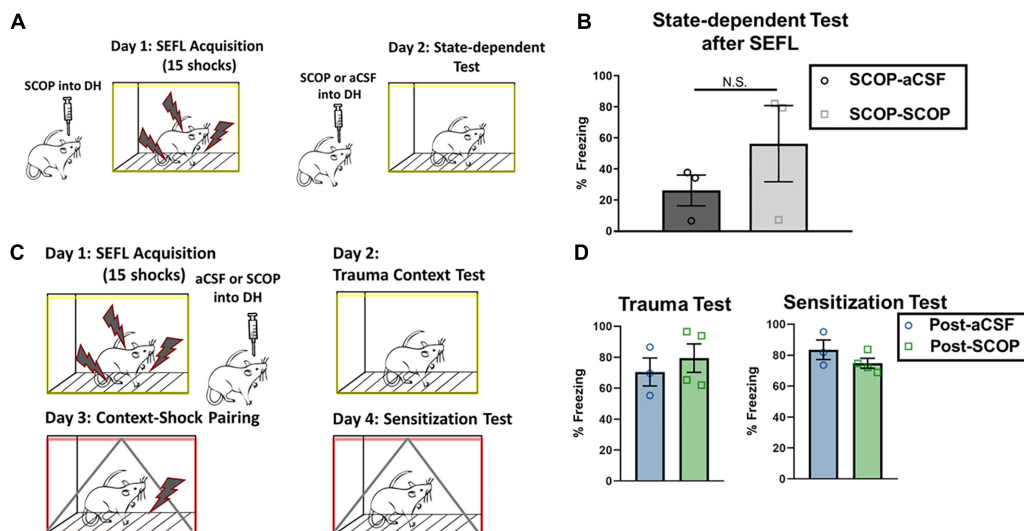 A
Day 1: SEFL Acquisition
(15 shocks)
SCOP into DH
Day 2: State-dependent
Test
SCOP or aCSF
into DH
B
State-dependent Test
after SEFL
% Freezing
100
80
60
40
20
0
N.S.
SCOP-aCSF
SCOP-SCOP
C
Day 1: SEFL Acquisition
(15 shocks)
aCSF or SCOP
into DH
Day 2:
Trauma Context Test
Day 3: Context-Shock Pairing
Day 4: Sensitization Test
D
Trauma Test
% Freezing
100
80
60
40
20
0
Sensitization Test
% Freezing
100
80
60
40
20
0
Post-aCSF
Post-SCOP